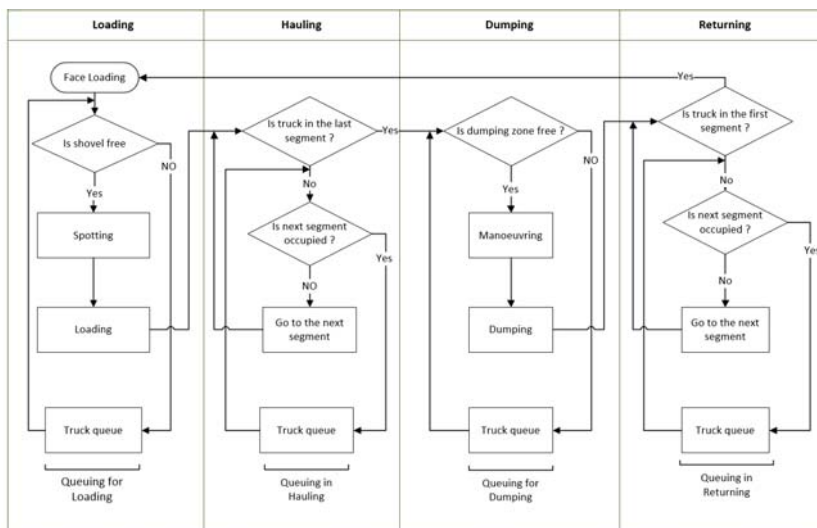 Loading
Hauling
Dumping
Returning
Face Loading
Is shovel free
NO
Yes
Spotting
Loading
Truck queue
Queuing for
Loading
Is truck in the last
segment ?
Yes
No
Is next segment
occupied ?
Yes
NO
Go to the next
segment
Truck queue
Queuing in
Hauling
Is dumping zone free ?
NO
Yes
Manoeuvring
Dumping
Truck queue
Queuing for
Dumping
Yes
Is truck in the first
segment ?
No
Is next segment
occupied ?
Yes
No
Go to the next
segment
Truck queue
Queuing in
Returning